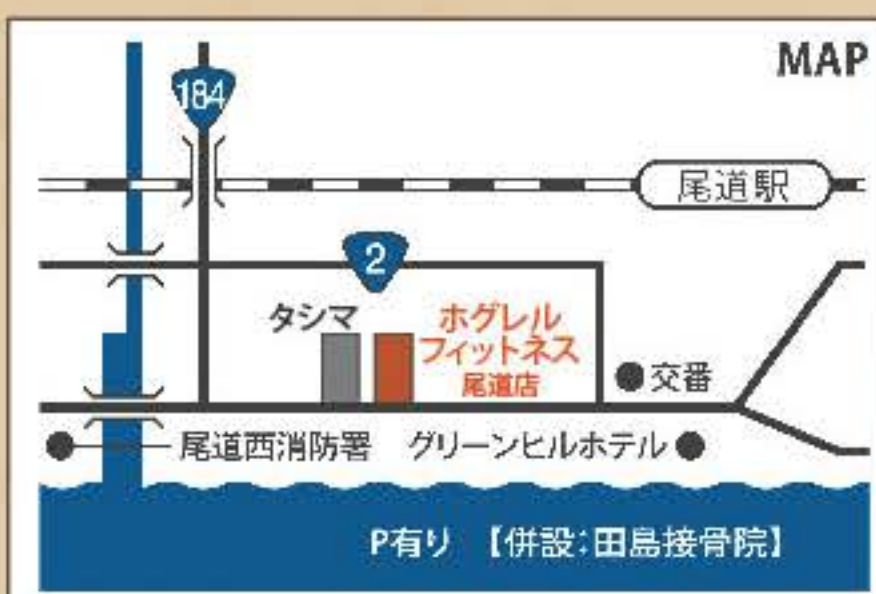 MAP
184
尾道駅
2
タシマ
ホグレル
フィットネス
尾道店
交番
尾道西消防署
グリーンヒルホテル
P有り 【併設:田島接骨院】